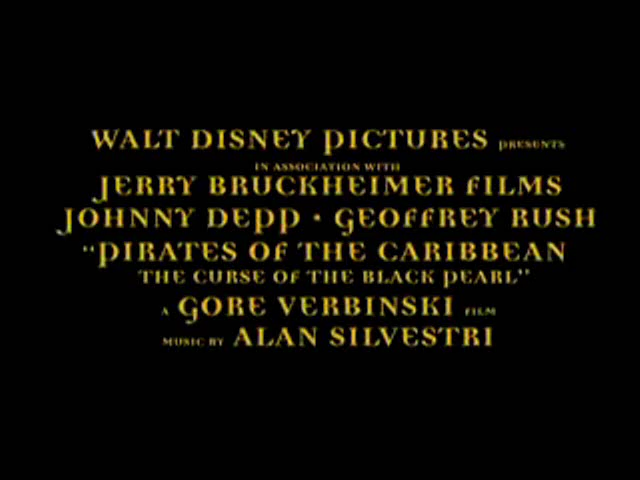 WALT DISNEY PICTURES PRESENTS
IN ASSOCIATION WITH
JERRY BRUCKHEIMER FILMS
JOHNNY DEPP · GEOFFREY RUSH
"PIRATES OF THE CARIBBEAN
THE CURSE OF THE BLACK PEARL"
A GORE VERBINSKI FILM
MUSIC BY ALAN SILVESTRI